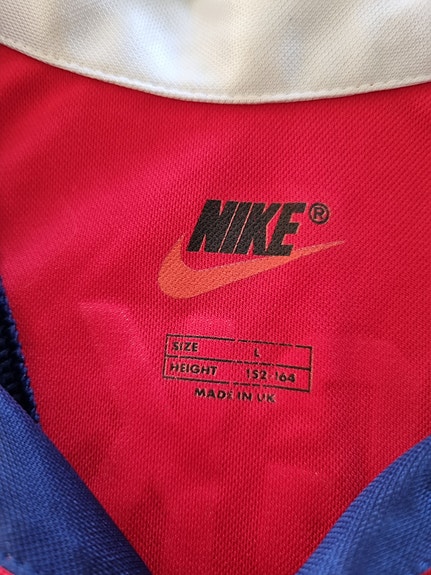 NIKE®
SIZE L
HEIGHT 152-164
MADE IN UK